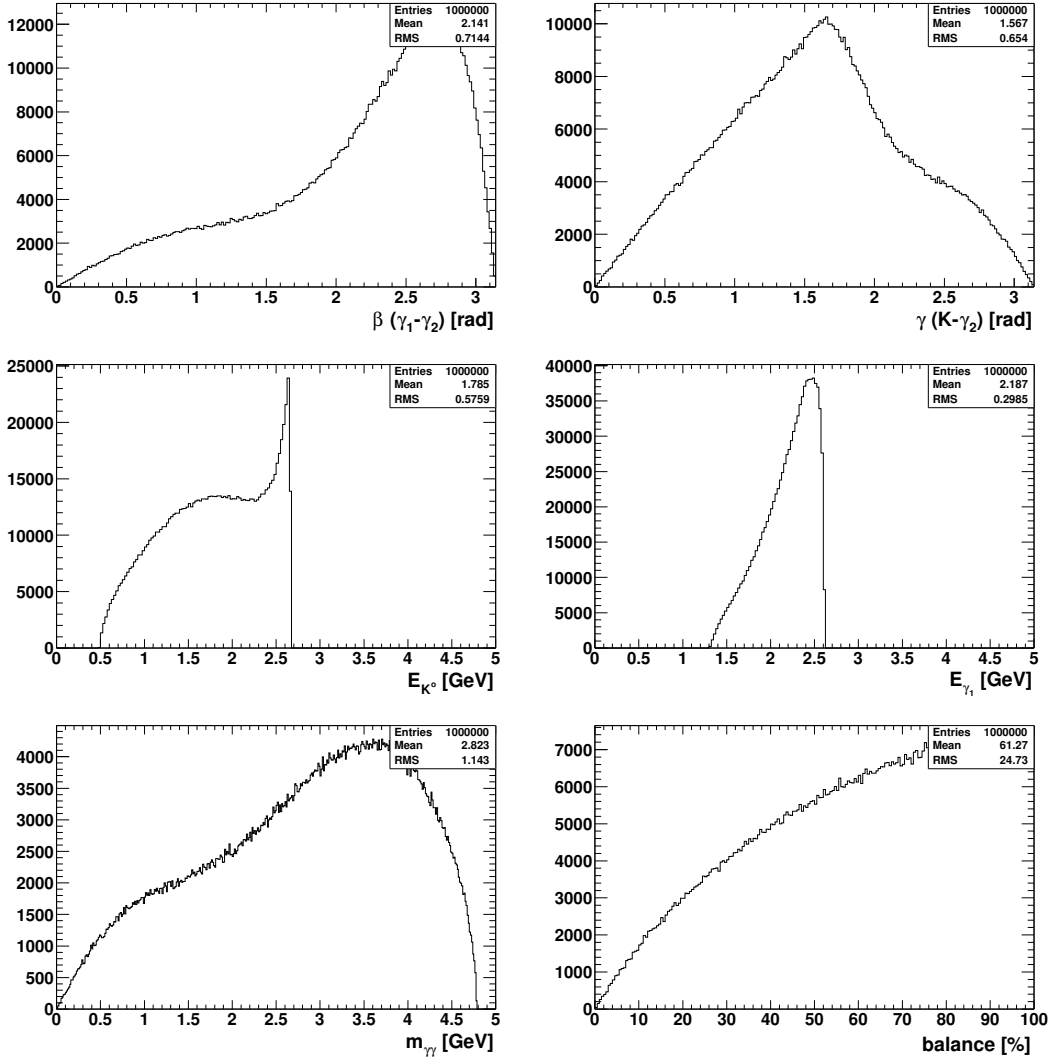 Entries 1000000
Mean 2.141
RMS 0.7144
12000
10000
8000
6000
4000
2000
0
0 0.5 1 1.5 2 2.5 3
β (γ₁-γ₂) [rad]
Entries 1000000
Mean 1.567
RMS 0.654
10000
8000
6000
4000
2000
0
0 0.5 1 1.5 2 2.5 3
γ (K-γ₂) [rad]
Entries 1000000
Mean 1.785
RMS 0.5759
25000
20000
15000
10000
5000
0
0 0.5 1 1.5 2 2.5 3 3.5 4 4.5 5
E_K⁰ [GeV]
Entries 1000000
Mean 2.187
RMS 0.2985
40000
35000
30000
25000
20000
15000
10000
5000
0
0 0.5 1 1.5 2 2.5 3 3.5 4 4.5 5
E_γ₁ [GeV]
Entries 1000000
Mean 2.823
RMS 1.143
4000
3500
3000
2500
2000
1500
1000
500
0
0 0.5 1 1.5 2 2.5 3 3.5 4 4.5 5
m_γγ [GeV]
Entries 1000000
Mean 61.27
RMS 24.73
7000
6000
5000
4000
3000
2000
1000
0
0 10 20 30 40 50 60 70 80 90 100
balance [%]